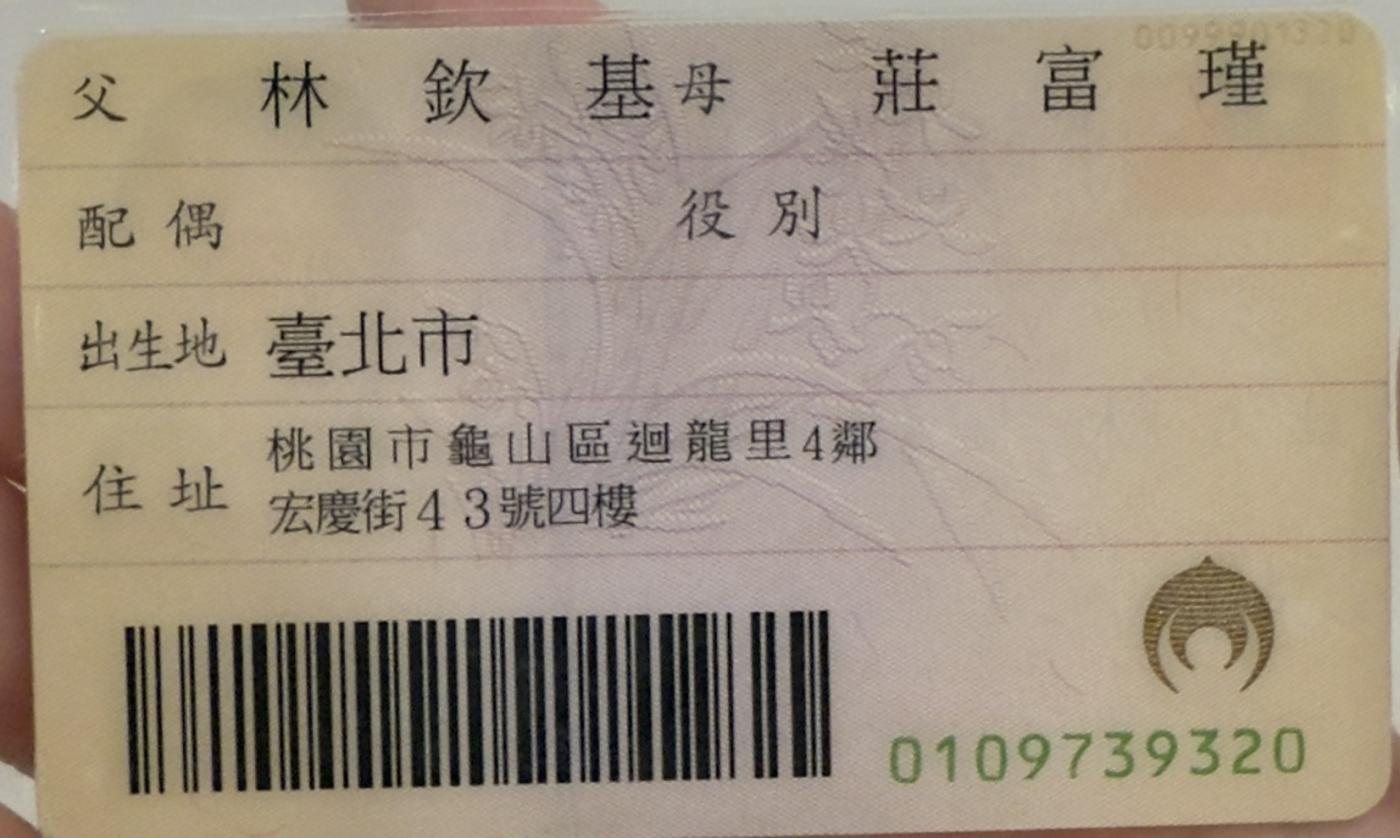 父 林欽基 母 莊富瑾
配偶 役別
出生地 臺北市
住址 桃園市龜山區迴龍里4鄰
宏慶街43號四樓
0109739320